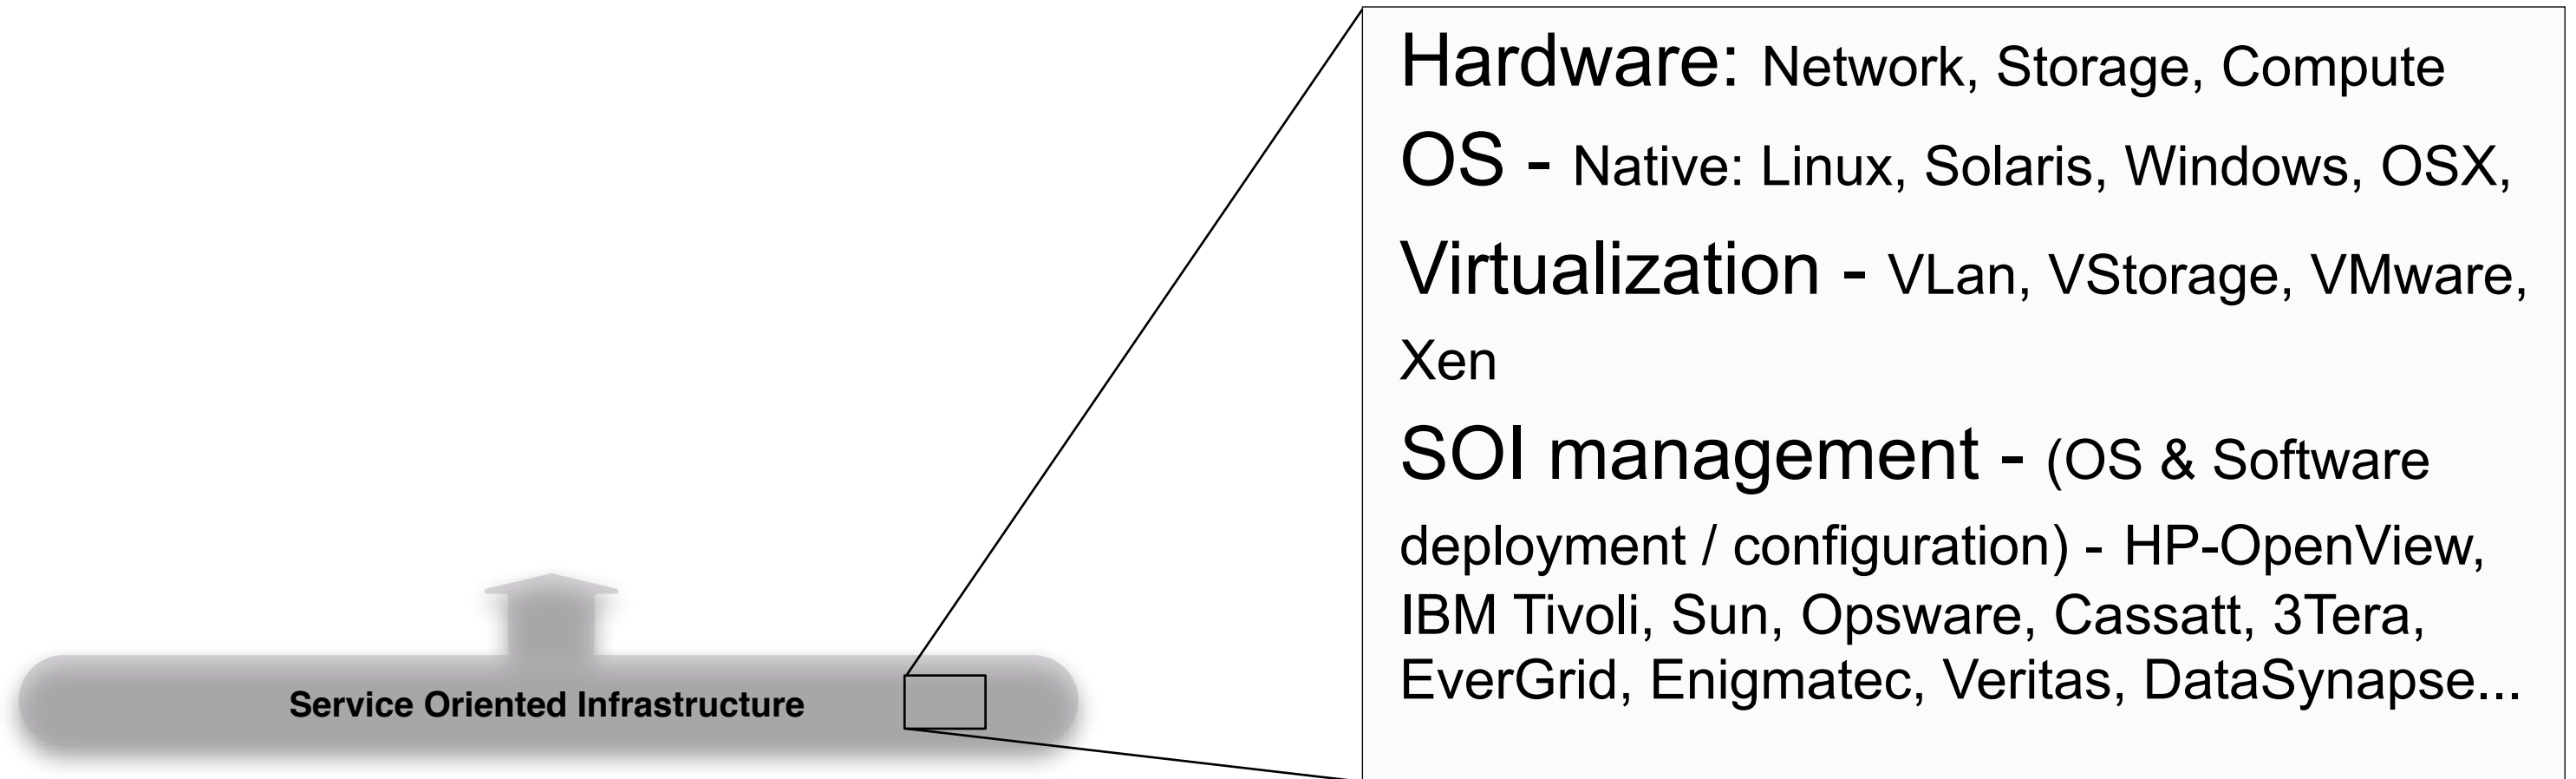 Hardware: Network, Storage, Compute
OS - Native: Linux, Solaris, Windows, OSX,
Virtualization - VLan, VStorage, VMware,
Xen
SOI management - (OS & Software
deployment / configuration) - HP-OpenView,
IBM Tivoli, Sun, Opsware, Cassatt, 3Tera,
EverGrid, Enigmatec, Veritas, DataSynapse...
Service Oriented Infrastructure